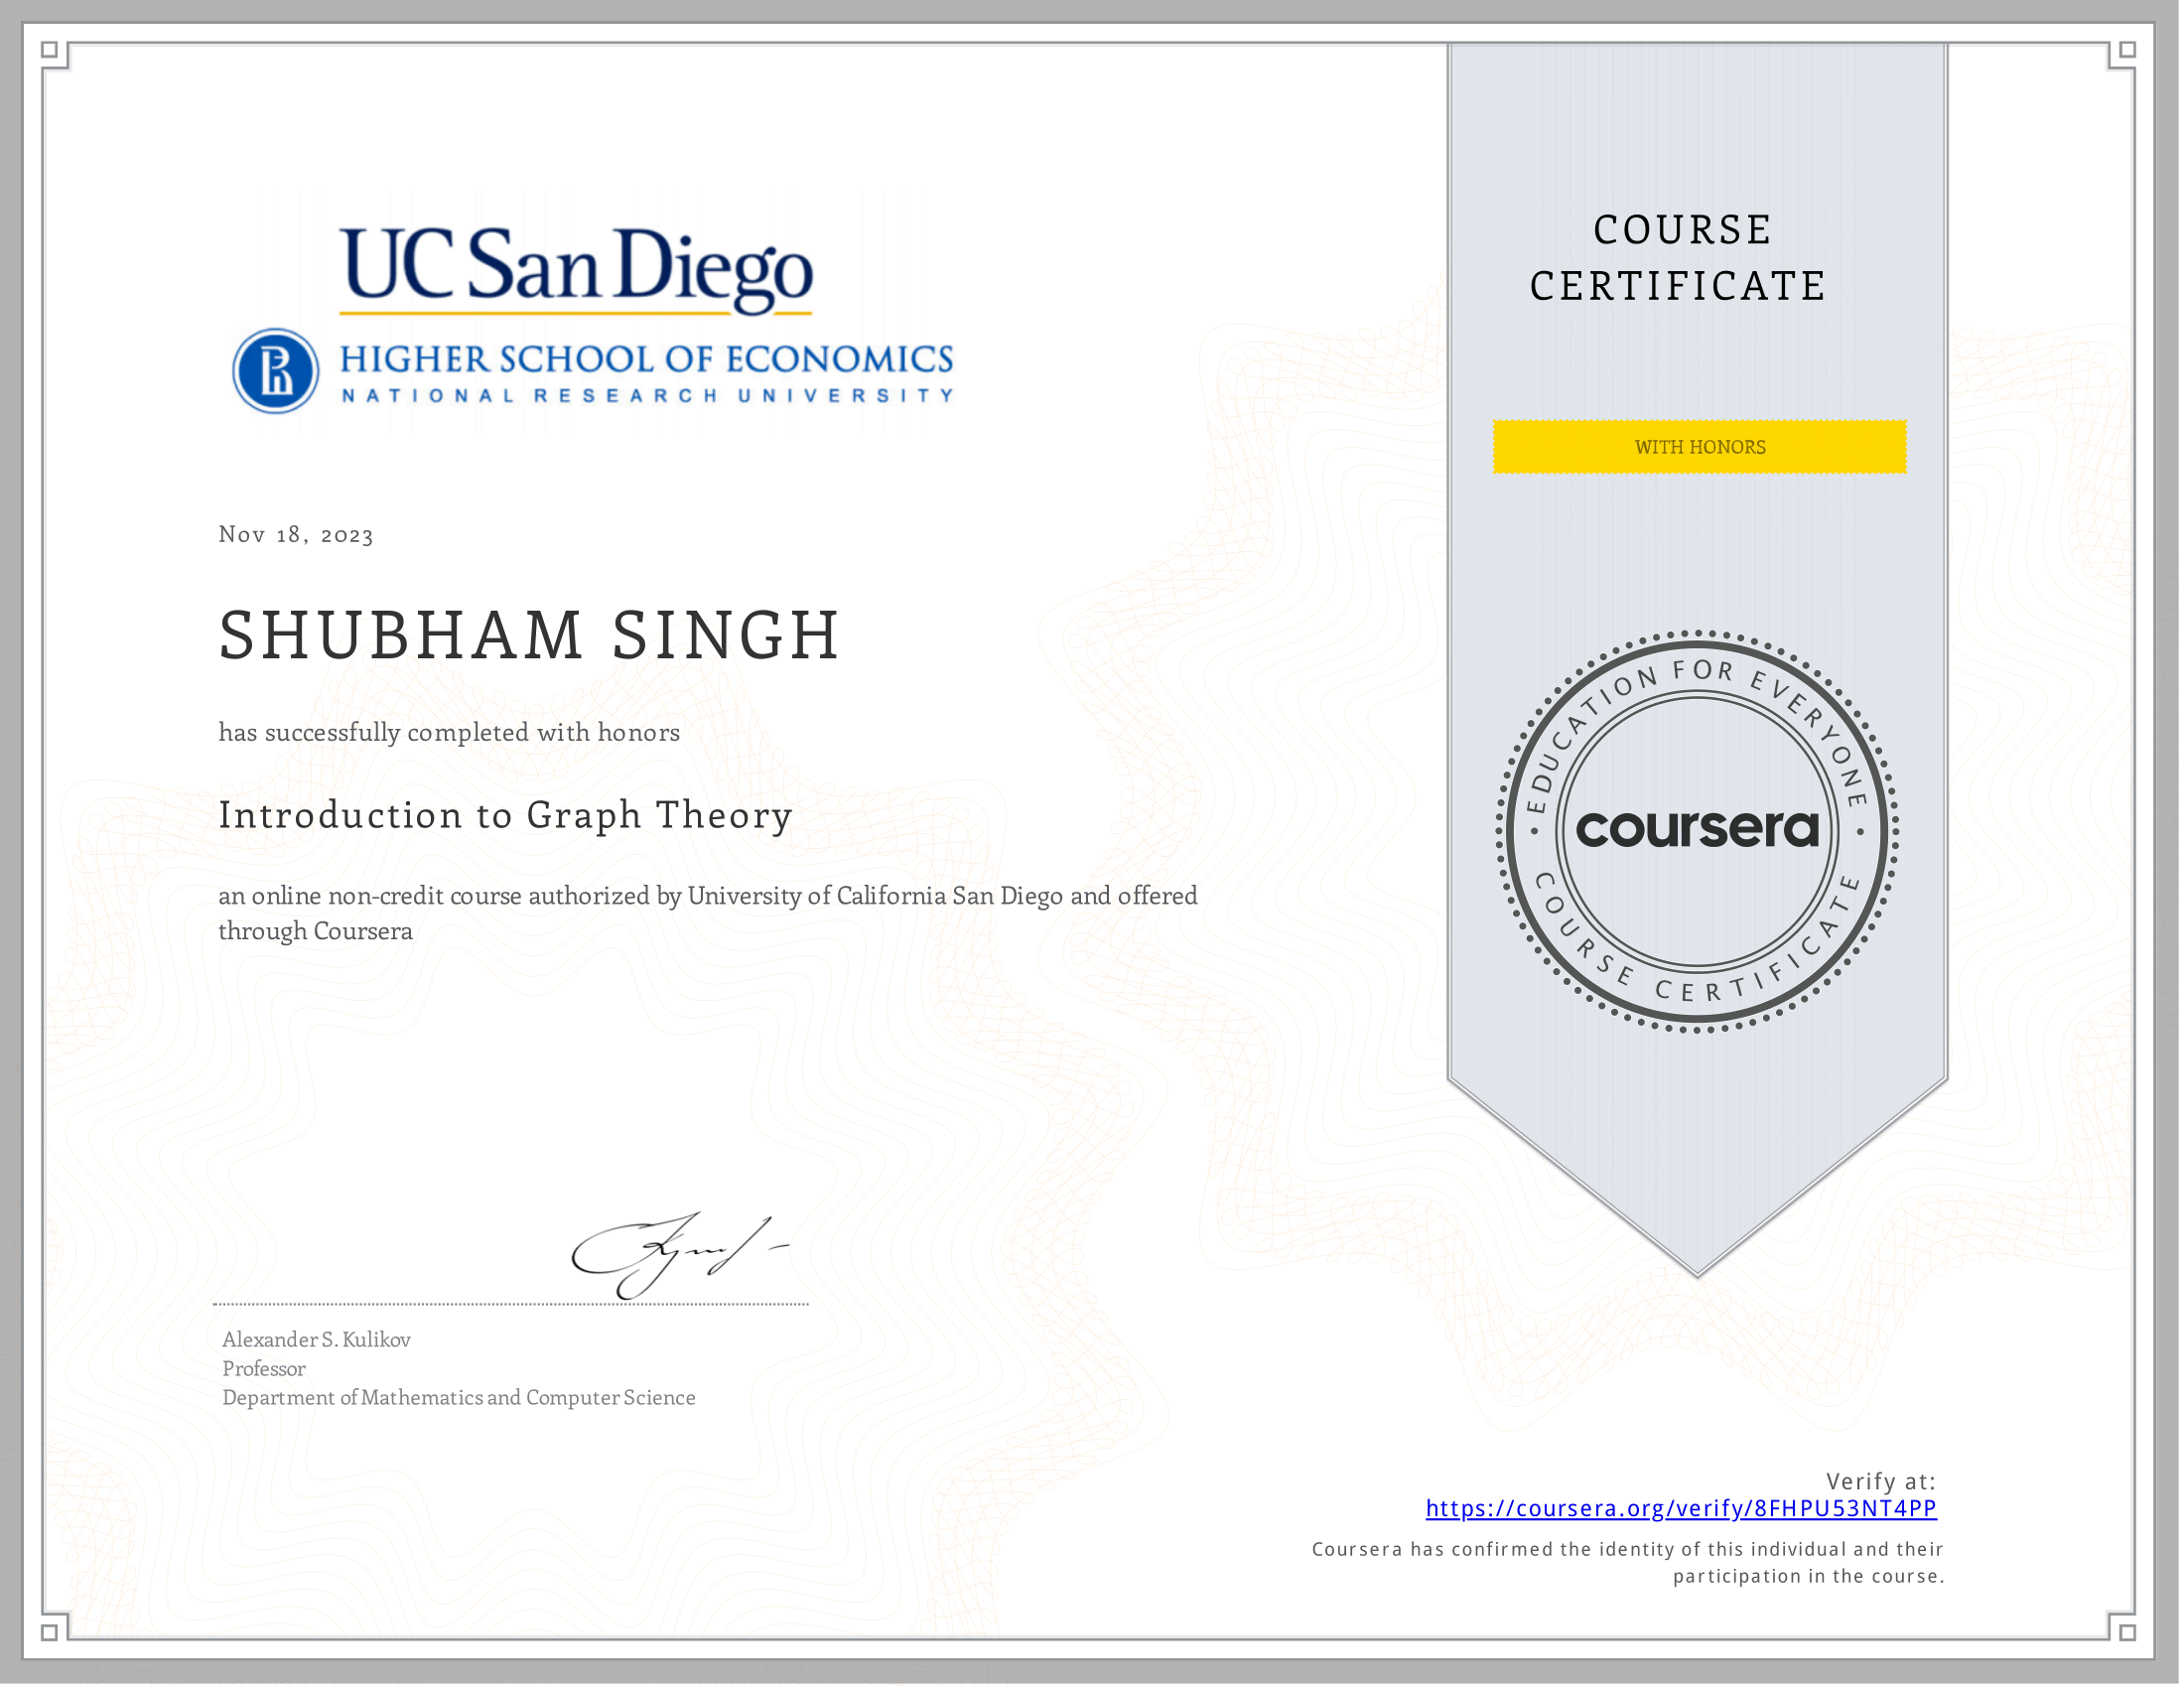 UC San Diego
HIGHER SCHOOL OF ECONOMICS
NATIONAL RESEARCH UNIVERSITY
Nov 18, 2023
SHUBHAM SINGH
has successfully completed with honors
Introduction to Graph Theory
an online non-credit course authorized by University of California San Diego and offered
through Coursera
Alexander S. Kulikov
Professor
Department of Mathematics and Computer Science
COURSE
CERTIFICATE
WITH HONORS
EDUCATION FOR EVERYONE
coursera
COURSE CERTIFICATE
Verify at:
https://coursera.org/verify/8FHPU53NT4PP
Coursera has confirmed the identity of this individual and their
participation in the course.